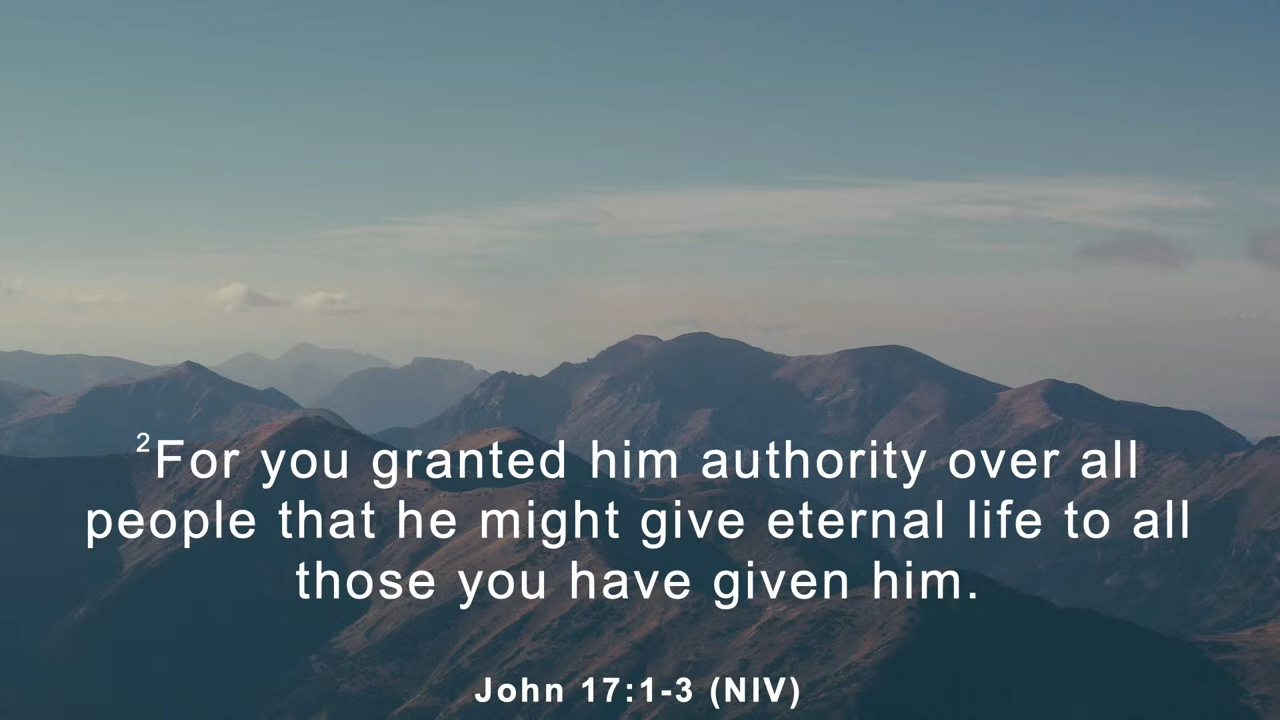 ²For you granted him authority over all
people that he might give eternal life to all
those you have given him.
John 17:1-3 (NIV)